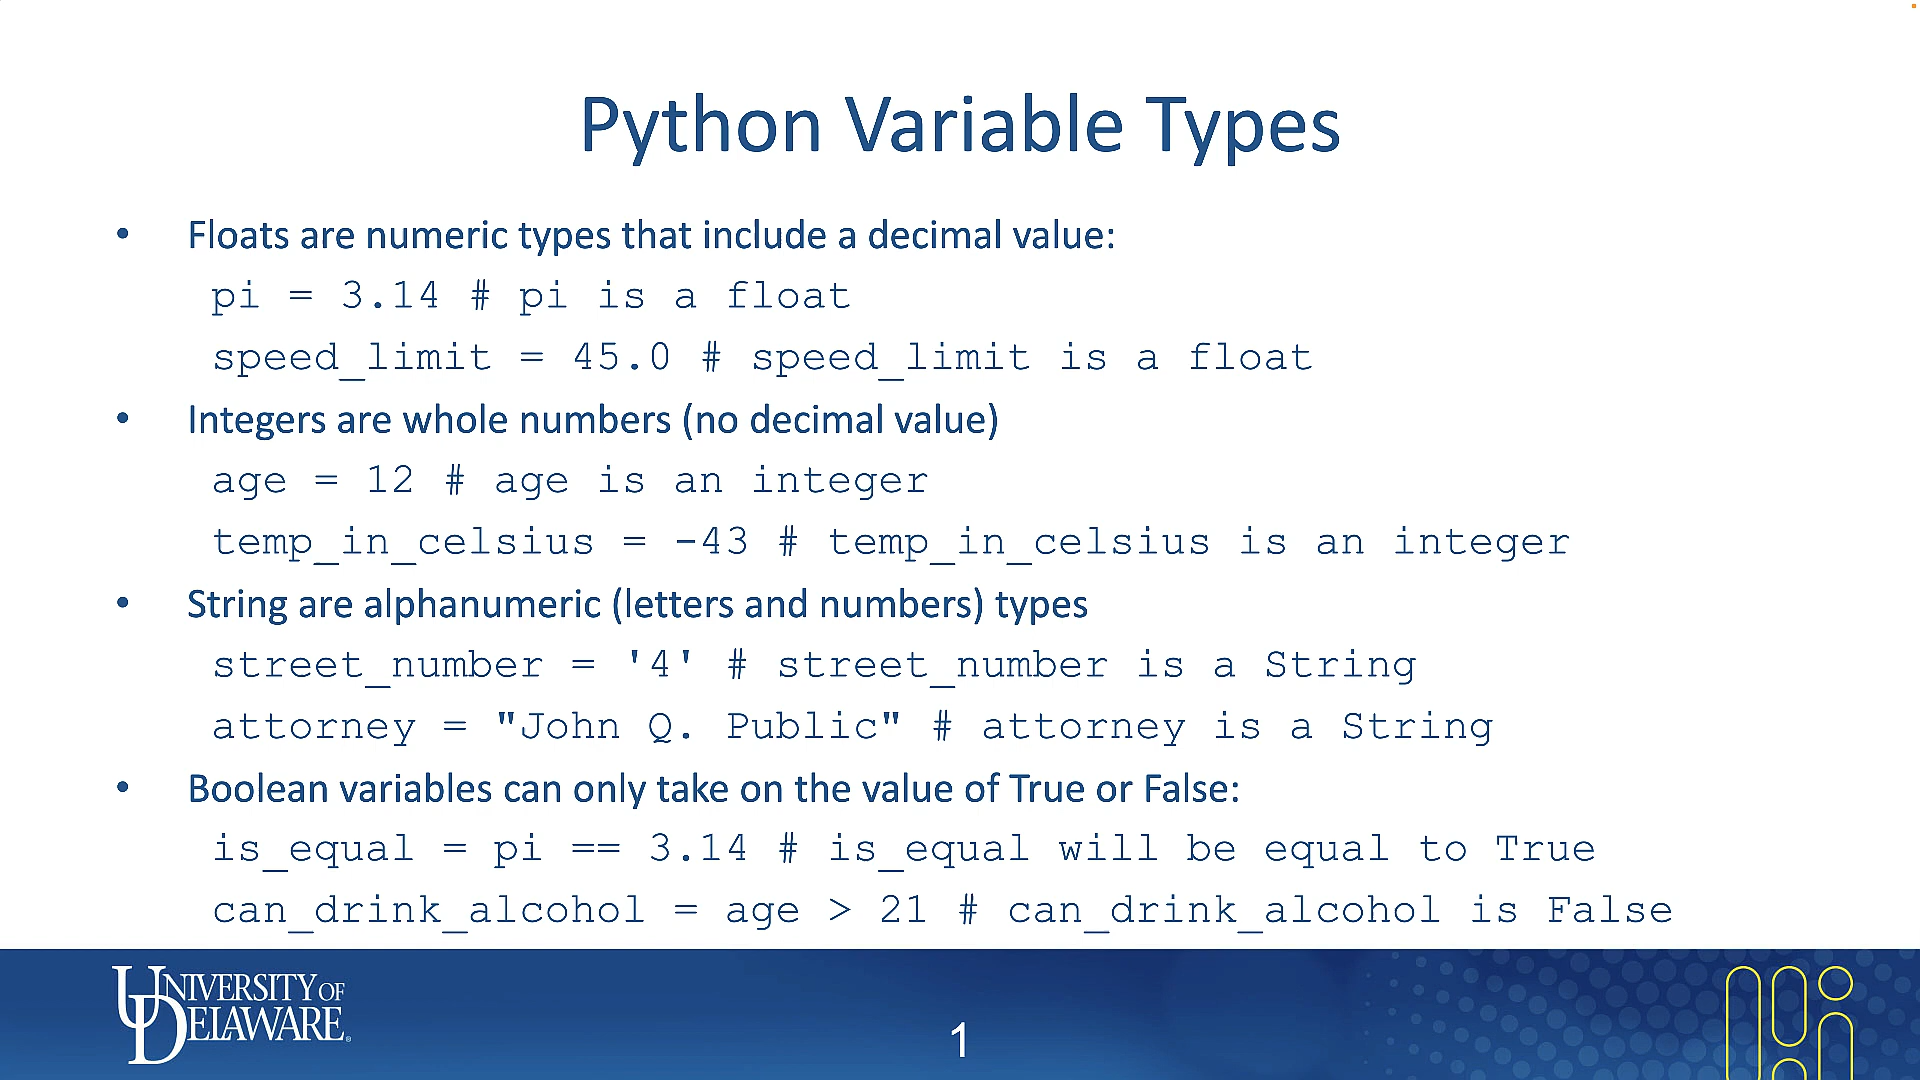 Python Variable Types
• Floats are numeric types that include a decimal value:
pi = 3.14 # pi is a float
speed_limit = 45.0 # speed_limit is a float
• Integers are whole numbers (no decimal value)
age = 12 # age is an integer
temp_in_celsius = -43 # temp_in_celsius is an integer
• String are alphanumeric (letters and numbers) types
street_number = '4' # street_number is a String
attorney = "John Q. Public" # attorney is a String
• Boolean variables can only take on the value of True or False:
is_equal = pi == 3.14 # is_equal will be equal to True
can_drink_alcohol = age > 21 # can_drink_alcohol is False
UNIVERSITY OF
DELAWARE®
1